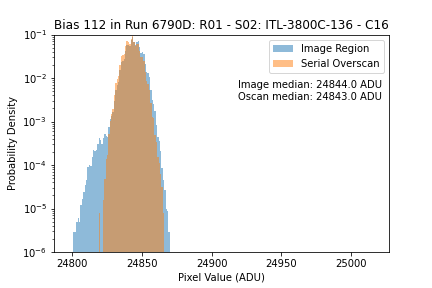 Bias 112 in Run 6790D: R01 - S02: ITL-3800C-136 - C16
Image Region
Serial Overscan
Image median: 24844.0 ADU
Oscan median: 24843.0 ADU
Probability Density
10⁻¹
10⁻²
10⁻³
10⁻⁴
10⁻⁵
10⁻⁶
24800 24850 24900 24950 25000
Pixel Value (ADU)